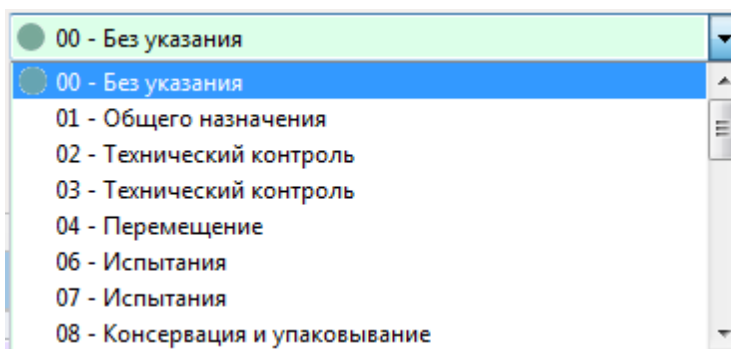 00 - Без указания
00 - Без указания
01 - Общего назначения
02 - Технический контроль
03 - Технический контроль
04 - Перемещение
06 - Испытания
07 - Испытания
08 - Консервация и упаковывание